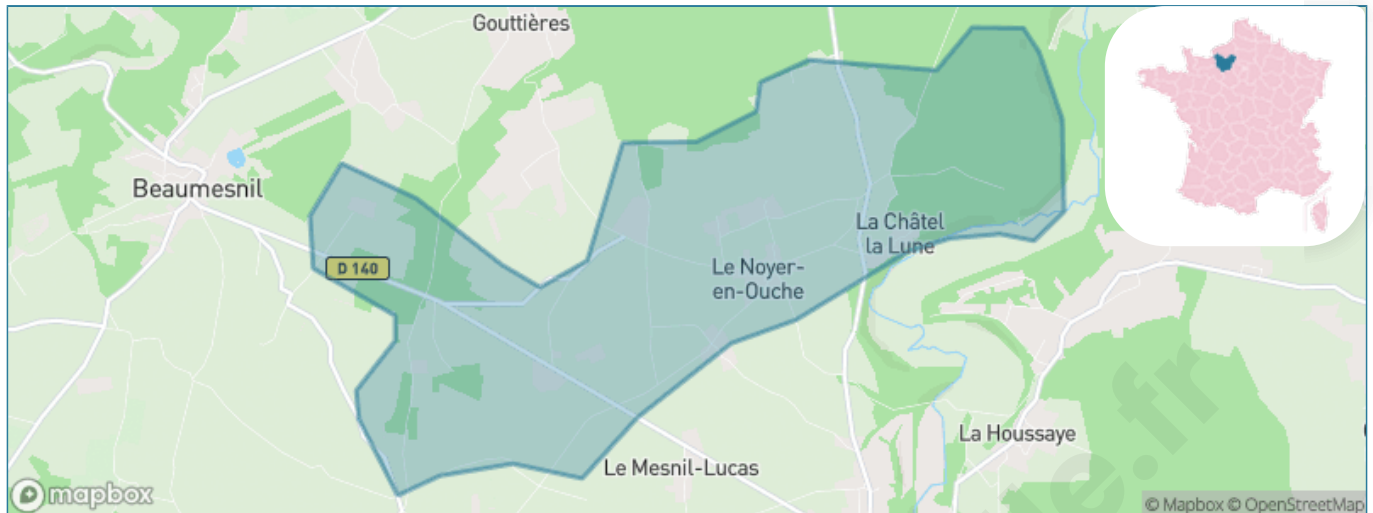 Gouttières
Beaumesnil
La Châtel
la Lune
D 140
Le Noyer-
en-Ouche
La Houssaye
Le Mesnil-Lucas
mapbox
© Mapbox © OpenStreetMap